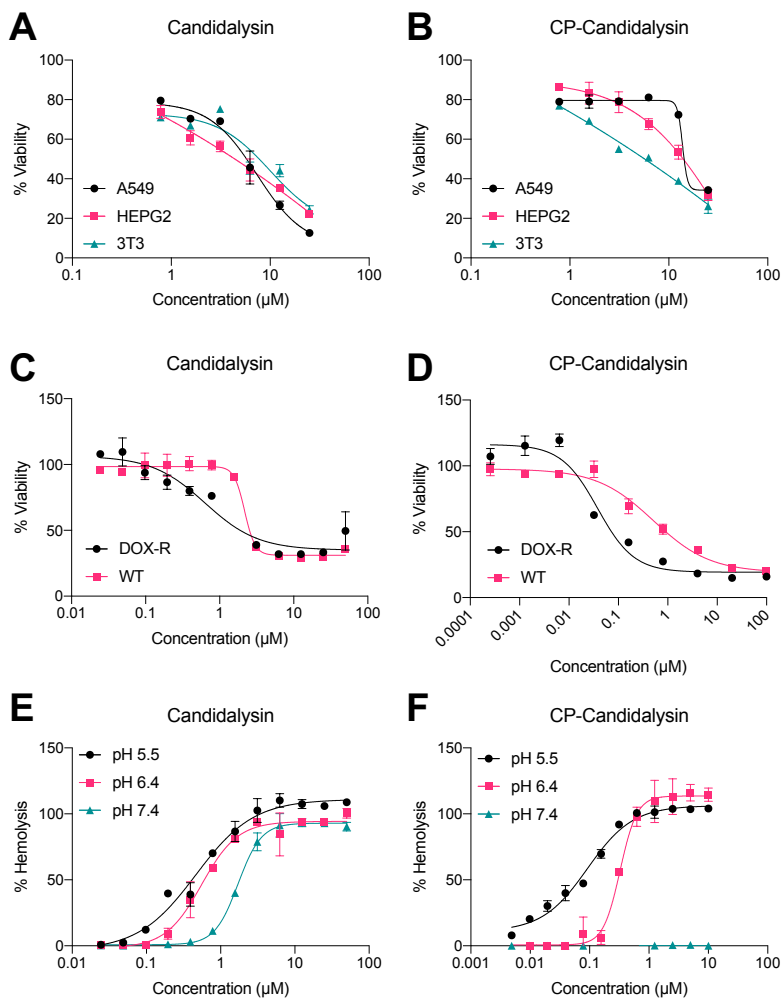 A
Candidalysin
100
80
60
40
20
0
% Viability
A549
HEPG2
3T3
0.1
1
10
100
Concentration (µM)
B
CP-Candidalysin
100
80
60
40
20
0
% Viability
A549
HEPG2
3T3
0.1
1
10
100
Concentration (µM)
C
Candidalysin
150
100
50
0
% Viability
DOX-R
WT
0.01
0.1
1
10
100
Concentration (µM)
D
CP-Candidalysin
150
100
50
0
% Viability
DOX-R
WT
0.0001
0.001
0.01
0.1
1
10
100
Concentration (µM)
E
Candidalysin
150
100
50
0
% Hemolysis
pH 5.5
pH 6.4
pH 7.4
0.01
0.1
1
10
100
Concentration (µM)
F
CP-Candidalysin
150
100
50
0
% Hemolysis
pH 5.5
pH 6.4
pH 7.4
0.001
0.01
0.1
1
10
100
Concentration (µM)